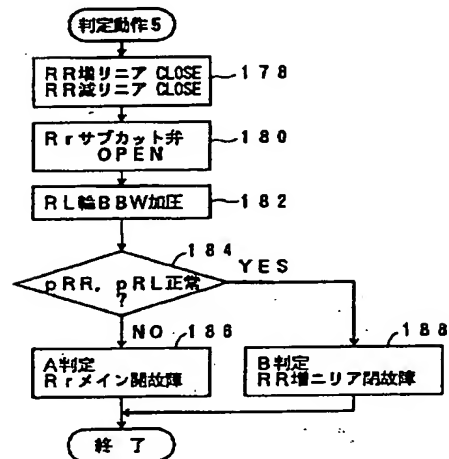 判定動作5
RR増リニア CLOSE
RR減リニア CLOSE
178
Rrサブカット弁
OPEN
180
RL輪BBW加圧
182
184
pRR，pRL正常
?
YES
NO
186
188
A判定
Rrメイン開故障
B判定
RR増ニリア閉故障
終了